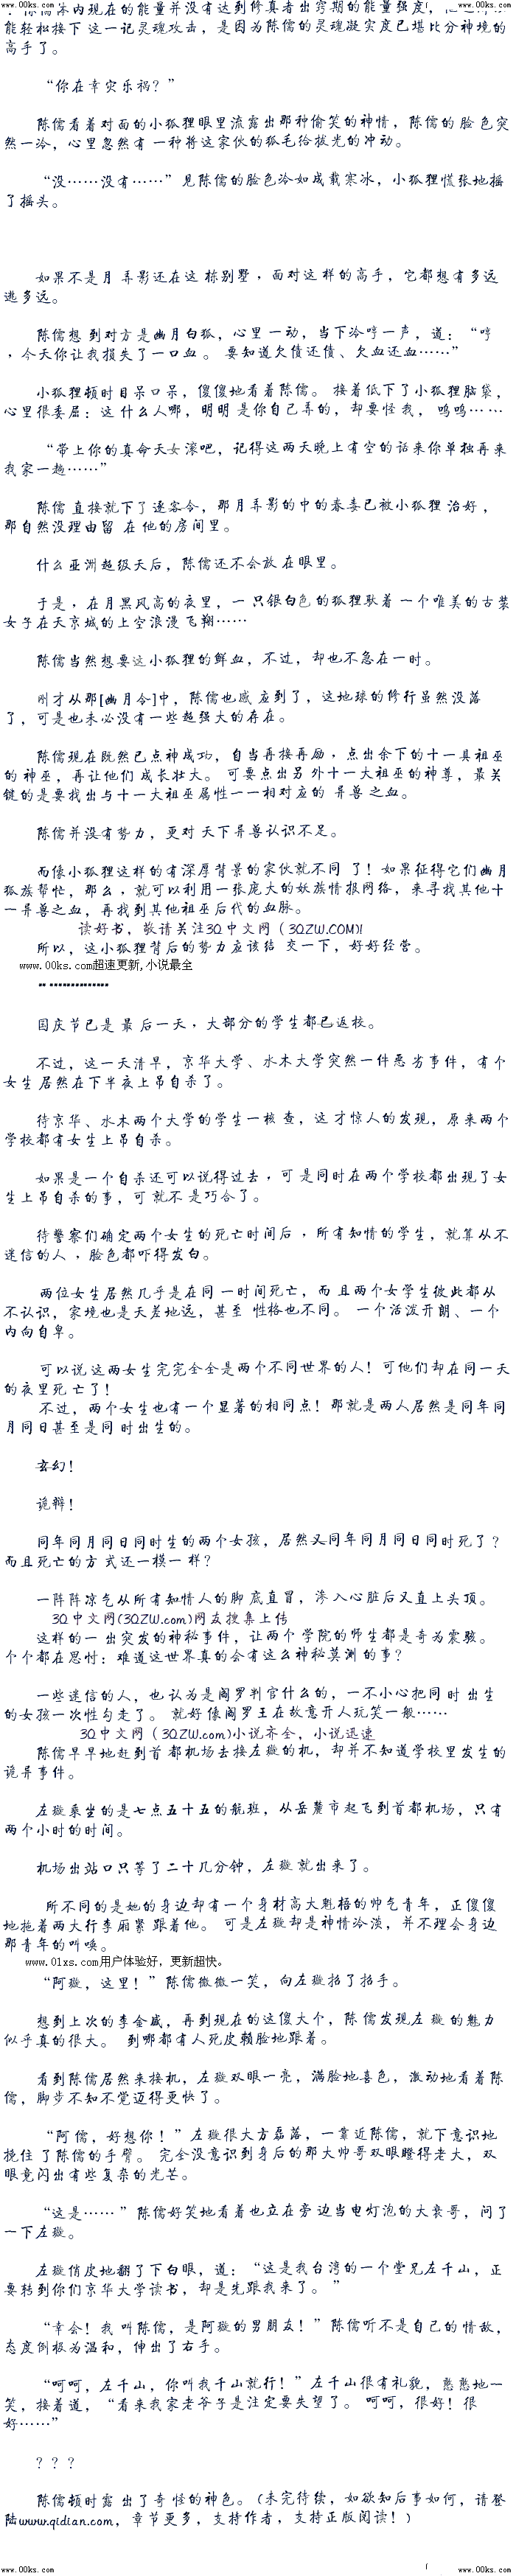 www.00ks.com www.00ks.com
能轻松接下 这一记灵魂攻击，是因为陈儒的灵魂凝实度已堪比分神境的
高手了。
“你在幸灾乐祸？”
陈儒看着对面的小狐狸眼里流露出那种偷笑的神情，陈儒的 脸 色突
然一冷，心里忽然有 一种将这家伙的狐毛给拔光的冲动。
“没……没有……” 见陈儒的脸色冷如成载寒冰，小狐狸慌张地摇
了摇头。
如果不是月 弄影还在这 栋别墅，面对这样的高手，它都想有多远
逃多远。
陈儒想 到对方是幽月白狐，心里一动，当下冷哼一声，道：“哼
，今天你让我损失了一口血 。 要知道欠债还债、欠血还血……”
小狐狸顿时目呆口呆，傻傻地看着陈儒。 接着低下了小狐狸脑袋，
心里很委屈：这 什么人哪，明明 是你自己弄的，却要怪我， 呜呜……
“带上你的真命天女滚吧，记得这两天晚上有空的话来你单独再来
我家一趟……”
陈儒 直接就下了逐客令，那月弄影的中的春毒已被小狐狸 治好，
那自然没理由留 在 他的房间里。
什么亚洲超级天后，陈儒还不会放在眼里。
于是，在月黑风高的夜里，一只银白色的狐狸驮着一个唯美的古装
女子在天京城的上空浪漫飞翔……
陈儒当然想要这小狐狸的鲜血，不过，却也不急在一时。
刚才从那[幽月令]中，陈儒也感应到了，这地球的修行虽然没落
了，可是也未必没有一些超强大的存在。
陈儒现在既然已点神成功，自当再接再励，点出余下的十一具祖巫
的神巫，再让他们 成长壮大。 可要点出另外十一大祖巫的神尊，最关
键的是要找出与十一大祖巫属性一一相对应的 异兽 之血。
陈儒并没有势力，更对 天下异兽认识不足。
而像小狐狸这样的有深厚背景的家伙就不同 了！如果征得它们幽月
狐族帮忙，那么，就可以利用一张庞大的妖族情报网络，来寻找其他十
一异兽之血，再找到其他祖巫后代的血脉。
读好书，敬请关注3Q中文网（3QZW.COM)!
所以，这小狐狸背后的势力应该结 交一下，好好经营。
www.00ks.com超速更新,小说最全
国庆节已是 最 后一天，大部分的学生都已返校。
不过，这一天清早，京华大学、水木大学突然一件恶 劣事件，有个
女生居然在下半夜上吊自杀了。
待京华、水木两个大学的学生一核 查，这 才惊人的发现，原来两个
学校都有女生上吊自杀。
如果是一个自杀还可以说得过去，可 是同时在两个学校都出现了女
生上吊自杀的事，可 就不是巧合了。
待警察们确定两个女生的死亡时间后，所有知情的学生，就算从不
迷信的人 ，脸色都吓得发白。
两位女生居然几乎是在同 一时间死亡，而 且两个女学生彼此都从
不认识，家境也是天差地远，甚至 性格也不同。 一个活泼开朗、一个
内向自卑。
可以说这两女生完完全全是两个不同世界的人！可他们却在同一天
的夜里死 亡了！
不过，两个女生也有一个显著的相同点！那就是两人居然是同年同
月同日甚至是同 时出生的。
玄幻！
诡辩！
同年同月同日同时生的两个女孩，居然又同年同月同日同时死了？
而且死亡的方式还一模一样？
一阵阵凉气从所有知情人的脚 底直冒，渗入心脏后又直上头顶。
3Q中文网(3QZW.com)网友搜集上传
这样的一 出突发的神秘事件，让两个学院的师生都是奇为震骇。
个个都在思忖：难道这世界真的会有这么神秘莫测 的事？
一些迷信的人，也认为是阎罗判官什么的，一不小心把同 时 出生
的女孩一次性勾走了。 就好 像阎罗王在故意开人玩笑一般……
3Q中文网（3QZW.com)小说齐全，小说迅速
陈儒早早地赶到首都机场去接左璇的机，却并不知道学校里发生的
诡异事件。
左璇乘坐的是七点五十五的航班，从岳麓市起飞到首都机场，只有
两个小时的时间。
机场出站口只等了二十几分钟，左璇 就出来了。
所不同的是她的身边却有一个身材高大魁梧的帅气青年，正傻傻
地拖着两大行李厢紧 跟着他。 可是左璇却是神情冷淡，并不理会身边
那青年的叫唤。
www.01xs.com用户体验好，更新超快。
“阿璇，这里！” 陈儒微微一笑，向左璇招了招手。
想到上次的李金盛，再到现在的这傻大个，陈儒发现左 璇 的魅力
似乎真的很大。 到哪都有人死皮赖脸地跟着。
看到陈儒居然来接机，左璇双眼一亮，满脸地喜色，激动地看着陈
儒，脚步不知不觉迈得更快了。
“阿 儒，好想你！”左璇很大方磊落，一靠近陈儒，就下意识地
挽住 了陈儒的手臂。 完全没意识到身后的那大帅哥双眼瞪得老大，双
眼竟闪出有些复杂的光芒。
“这是…… ” 陈儒好笑地看着也立在旁边当电灯泡的大衰哥，问了
一下左璇。
左璇俏皮地翻了下白眼，道：“这是我台湾的一个堂兄左千山，正
要转到你们京华大学读书，却是先跟我来了。”
“幸会！我 叫陈儒，是阿璇的男朋友！” 陈儒听不是自己的情敌，
态度倒极为温和，伸出了右手。
“呵呵，左千山，你叫我千山就行！” 左千山很有礼貌，憨憨地一
笑，接着道，“看来我家老爷子是注定要失望了。 呵呵，很好！很
好……”
？？？
陈儒顿时露 出了奇 怪的神色。（未完待续，如欲知后事如何，请登
陆www.qidian.com，章节更多，支持作者，支持正版阅读！）
www.00ks.com www.00ks.com